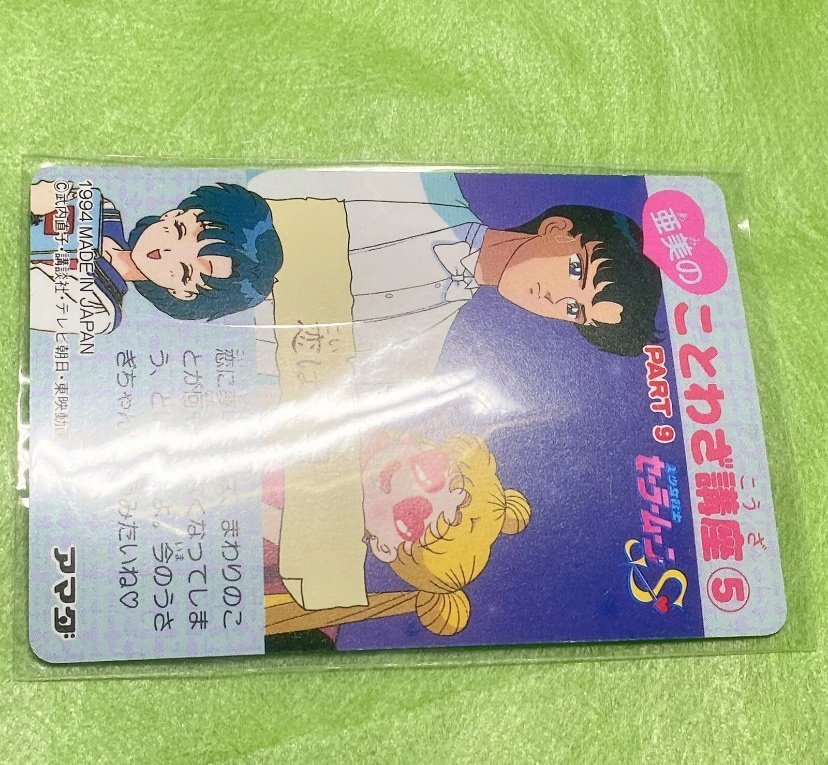 亜美の
ことわざ講座⑤
PART 9
美少女戦士
セーラームーンS
恋は
恋に まわりのこ
とが何 くなってしま
う、と よ。今のうさ
ぎちゃん みたいね♡
1994 MADE IN JAPAN
©武内直子・講談社・テレビ朝日・東映動画
アマダ